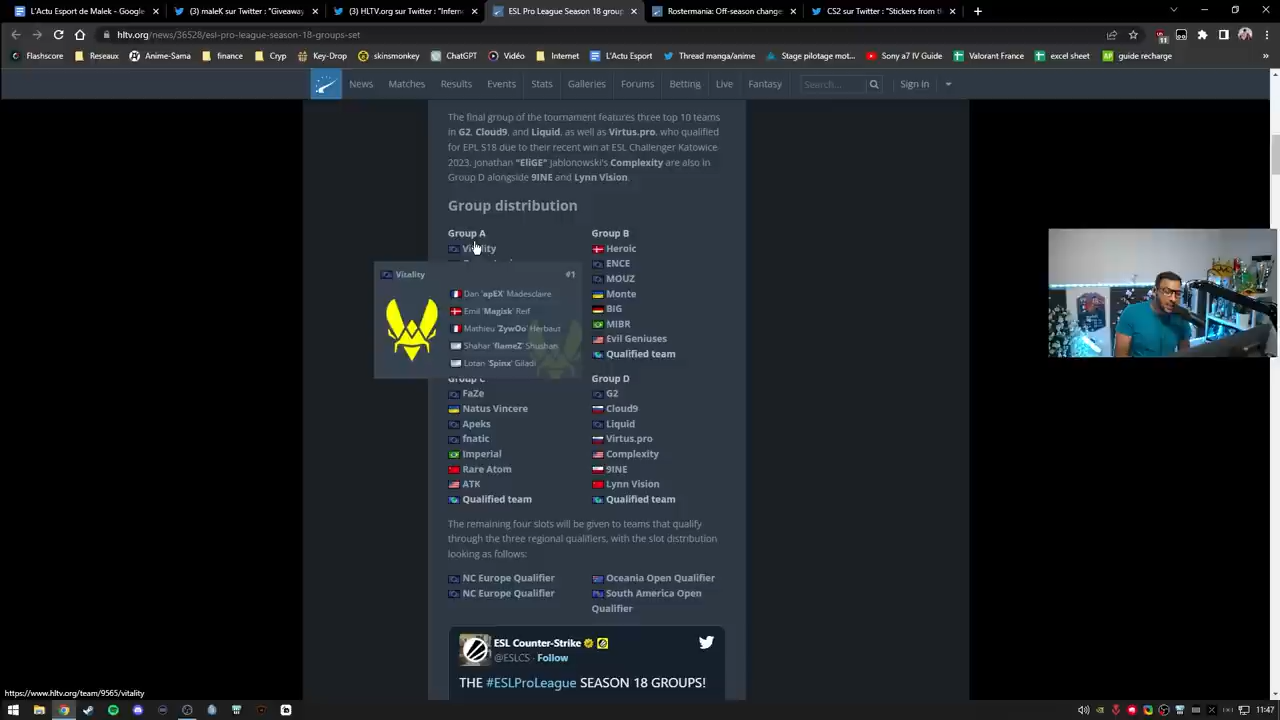 L'Actu Esport de Malek - Google
(3) maleK sur Twitter : "Giveaway
(3) HLTV.org sur Twitter : "Infern
ESL Pro League Season 18 group
Rostermania: Off-season change
CS2 sur Twitter : "Stickers from t
hltv.org/news/36528/esl-pro-league-season-18-groups-set
Flashscore
Reseaux
Anime-Sama
finance
Cryp
Key-Drop
skinsmonkey
ChatGPT
Vidéo
Internet
L'Actu Esport
Thread manga/anime
Stage pilotage mot...
Sony a7 IV Guide
Valorant France
excel sheet
guide recharge
News
Matches
Results
Events
Stats
Galleries
Forums
Betting
Live
Fantasy
Search...
Sign in
The final group of the tournament features three top 10 teams
in G2, Cloud9, and Liquid, as well as Virtus.pro, who qualified
for EPL S18 due to their recent win at ESL Challenger Katowice
2023. Jonathan "EliGE" Jablonowski's Complexity are also in
Group D alongside 9INE and Lynn Vision.
Group distribution
Group A
Vitality
Vitality
#1
Dan 'apEX' Madesclaire
Emil 'Magisk' Reif
Mathieu 'ZywOo' Herbaut
Shahar 'flameZ' Shushan
Lotan 'Spinx' Giladi
Group B
Heroic
ENCE
MOUZ
Monte
BIG
MIBR
Evil Geniuses
Qualified team
Group C
FaZe
Natus Vincere
Apeks
fnatic
Imperial
Rare Atom
ATK
Qualified team
Group D
G2
Cloud9
Liquid
Virtus.pro
Complexity
9INE
Lynn Vision
Qualified team
The remaining four slots will be given to teams that qualify
through the three regional qualifiers, with the slot distribution
looking as follows:
NC Europe Qualifier
NC Europe Qualifier
Oceania Open Qualifier
South America Open
Qualifier
ESL Counter-Strike
@ESLCS · Follow
THE #ESLProLeague SEASON 18 GROUPS!
https://www.hltv.org/team/9565/vitality
11:47